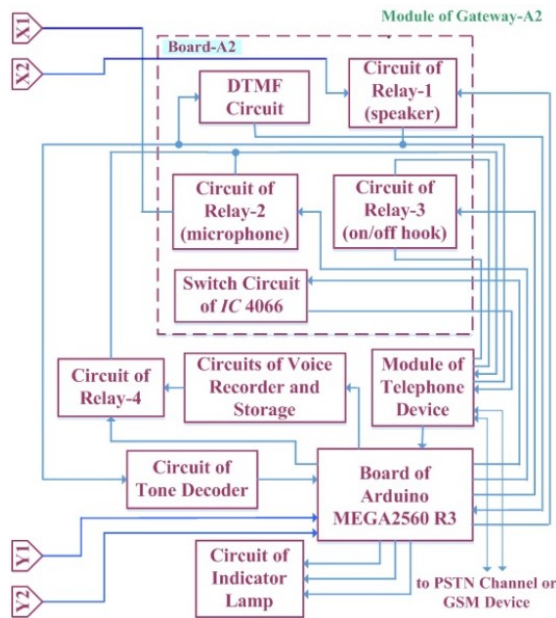 Module of Gateway-A2
X1
X2
Board-A2
DTMF
Circuit
Circuit of
Relay-1
(speaker)
Circuit of
Relay-2
(microphone)
Circuit of
Relay-3
(on/off hook)
Switch Circuit
of IC 4066
Circuit of
Relay-4
Circuits of Voice
Recorder and
Storage
Module of
Telephone
Device
Circuit of
Tone Decoder
Board of
Arduino
MEGA2560 R3
Y1
Y2
Circuit of
Indicator
Lamp
to PSTN Channel or
GSM Device